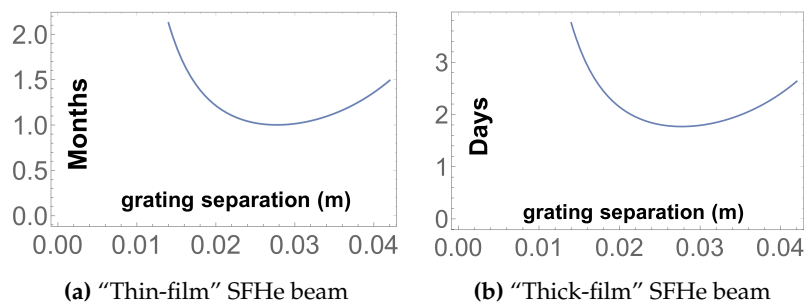 2.0
1.5
1.0
0.5
0.0
Months
grating separation (m)
0.00 0.01 0.02 0.03 0.04
(a) “Thin-film” SFHe beam
3
2
1
0
Days
grating separation (m)
0.00 0.01 0.02 0.03 0.04
(b) “Thick-film” SFHe beam